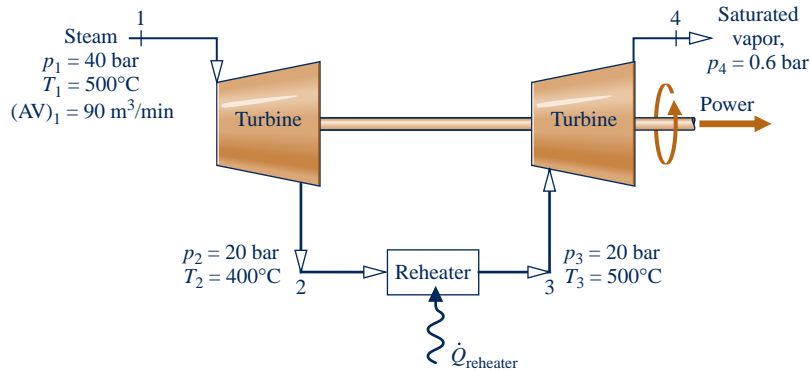 1
Steam
p₁ = 40 bar
T₁ = 500°C
(AV)₁ = 90 m³/min
Turbine
Turbine
4
Saturated
vapor,
p₄ = 0.6 bar
Power
p₂ = 20 bar
T₂ = 400°C
2
Reheater
p₃ = 20 bar
T₃ = 500°C
3
Q̇reheater